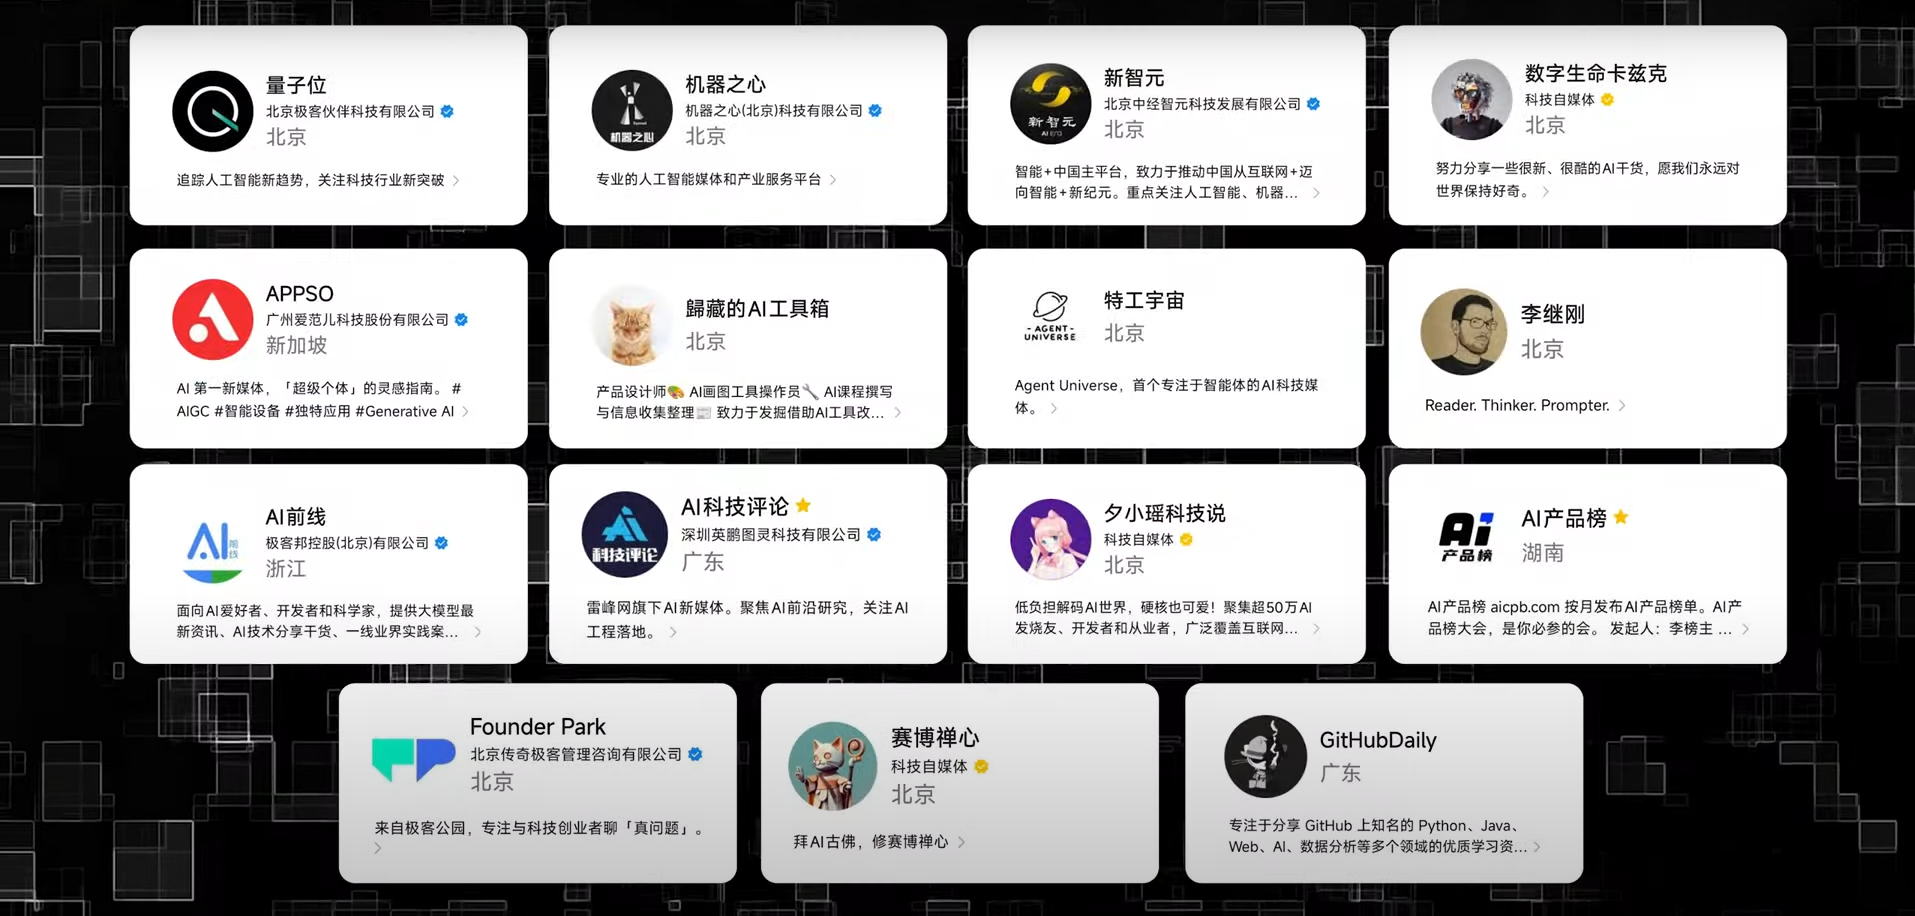 量子位
北京极客伙伴科技有限公司
北京
追踪人工智能新趋势，关注科技行业新突破
机器之心
机器之心
机器之心(北京)科技有限公司
北京
专业的人工智能媒体和产业服务平台
新智元
AI era
新智元
北京中经智元科技发展有限公司
北京
智能+中国主平台，致力于推动中国从互联网+迈
向智能+新纪元。重点关注人工智能、机器...
数字生命卡兹克
科技自媒体
北京
努力分享一些很新、很酷的AI干货，愿我们永远对
世界保持好奇。
APPSO
广州爱范儿科技股份有限公司
新加坡
AI 第一新媒体，「超级个体」的灵感指南。 #
AIGC #智能设备 #独特应用 #Generative AI
歸藏的AI工具箱
北京
产品设计师🎨 AI画图工具操作员🔧 AI课程撰写
与信息收集整理📰 致力于发掘借助AI工具改...
- AGENT -
UNIVERSE
特工宇宙
北京
Agent Universe，首个专注于智能体的AI科技媒
体。
李继刚
北京
Reader. Thinker. Prompter.
AI前线
AI前线
极客邦控股(北京)有限公司
浙江
面向AI爱好者、开发者和科学家，提供大模型最
新资讯、AI技术分享干货、一线业界实践案...
科技评论
AI科技评论
深圳英鹏图灵科技有限公司
广东
雷峰网旗下AI新媒体。聚焦AI前沿研究，关注AI
工程落地。
夕小瑶科技说
科技自媒体
北京
低负担解码AI世界，硬核也可爱！聚集超50万AI
发烧友、开发者和从业者，广泛覆盖互联网...
Ai
产品榜
AI产品榜
湖南
AI产品榜 aicpb.com 按月发布AI产品榜单。AI产
品榜大会，是你必参的会。 发起人：李榜主 ...
Founder Park
北京传奇极客管理咨询有限公司
北京
来自极客公园，专注与科技创业者聊「真问题」。
赛博禅心
科技自媒体
北京
拜AI古佛，修赛博禅心
GitHubDaily
广东
专注于分享 GitHub 上知名的 Python、Java、
Web、AI、数据分析等多个领域的优质学习资...